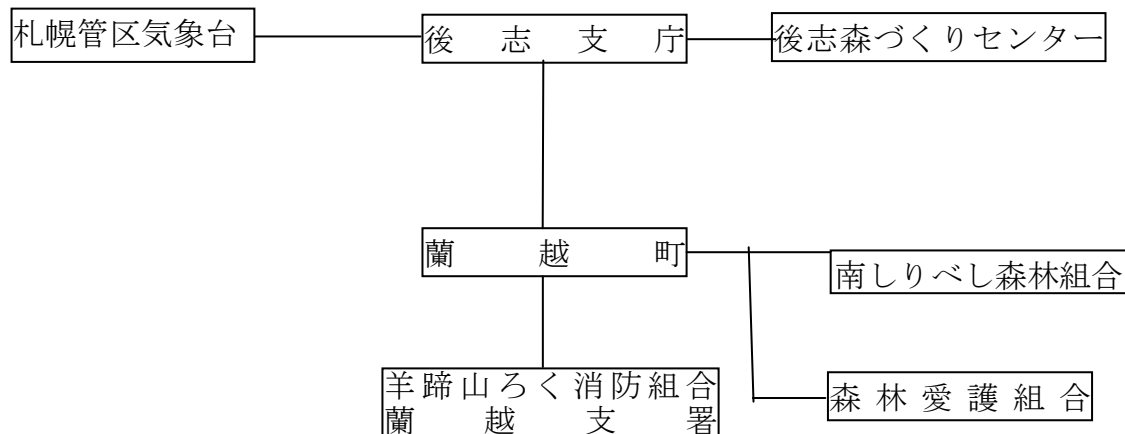 札幌管区気象台
後志支庁
後志森づくりセンター
蘭越町
南しりべし森林組合
羊蹄山ろく消防組合
蘭越支署
森林愛護組合